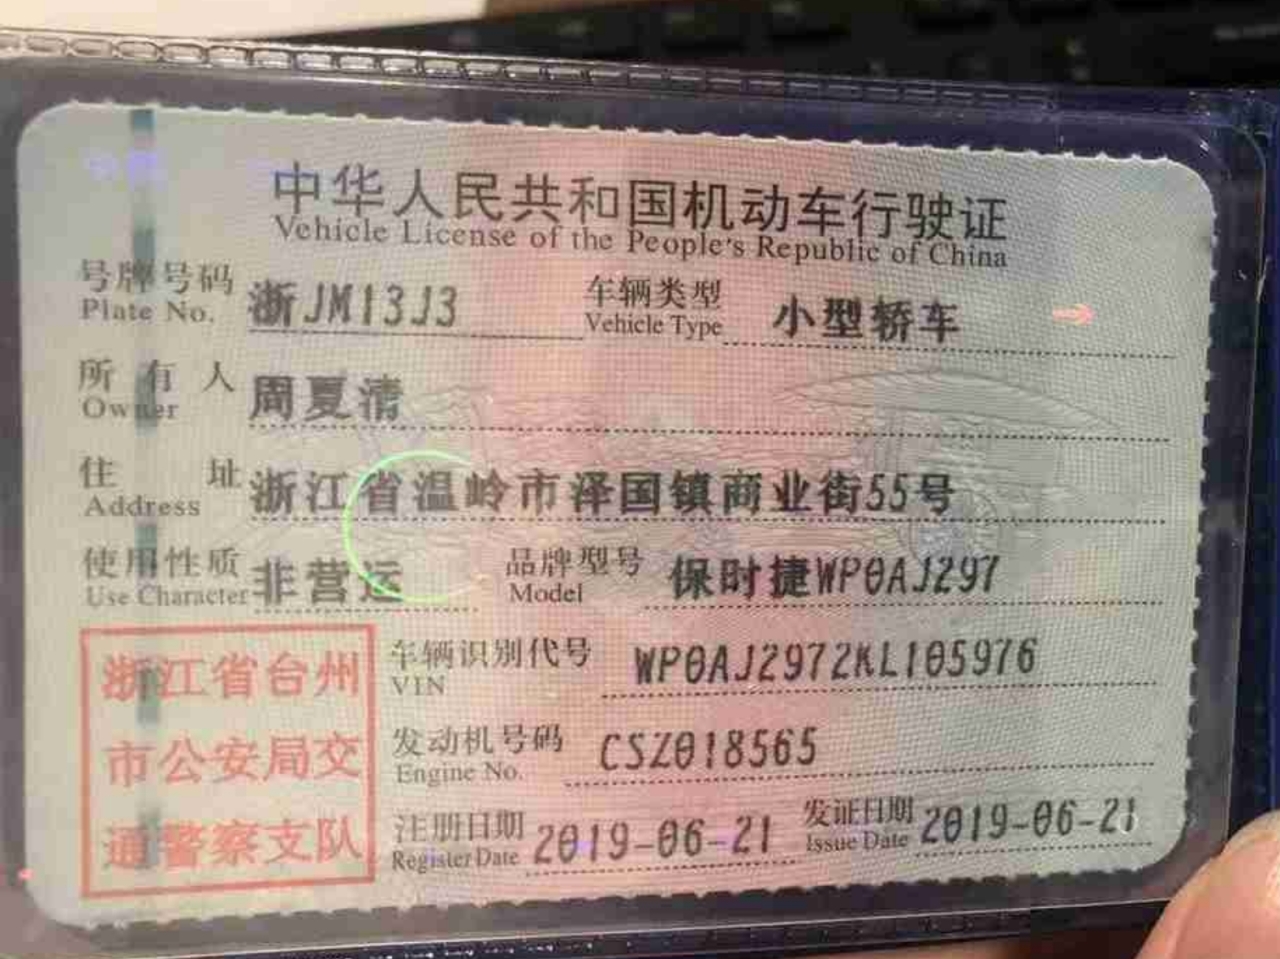 中华人民共和国机动车行驶证
Vehicle License of the People's Republic of China
号牌号码 浙JM13J3 车辆类型 小型轿车
Plate No. Vehicle Type
所有人 周夏清
Owner
住址 浙江省温岭市泽国镇商业街55号
Address
使用性质 非营运 品牌型号 保时捷WP0AJ297
Use Character Model
浙江省台州
市公安局交
通警察支队
车辆识别代号 WP0AJ2972KL105976
VIN
发动机号码 CSZ018565
Engine No.
注册日期 2019-06-21 发证日期 2019-06-21
Register Date Issue Date